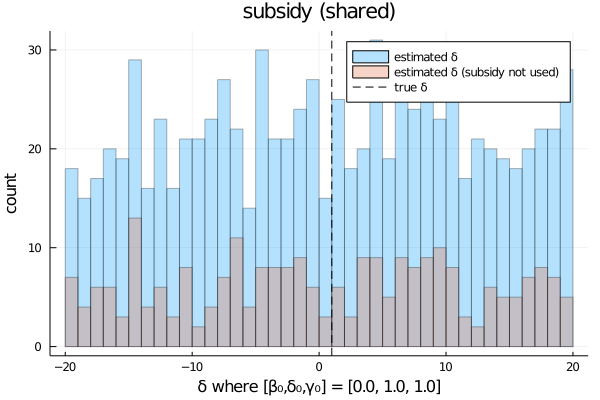 subsidy (shared)
30
20
10
0
count
estimated δ
estimated δ (subsidy not used)
true δ
−20
−10
0
10
20
δ where [β₀,δ₀,γ₀] = [0.0, 1.0, 1.0]